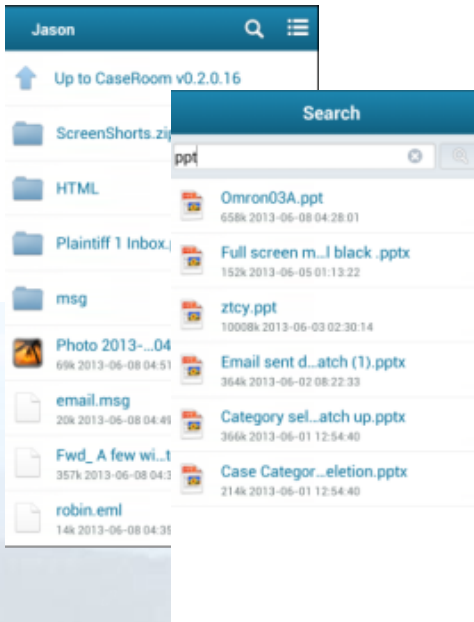 Jason
Up to CaseRoom v0.2.0.16
ScreenShorts.zip
HTML
Plaintiff 1 Inbox.
msg
Photo 2013-...04
69k 2013-06-08 04:51
email.msg
20k 2013-06-08 04:49
Fwd_ A few wi...t
357k 2013-06-08 04:3
robin.eml
14k 2013-06-08 04:35
Search
ppt
Omron03A.ppt
658k 2013-06-08 04:28:01
Full screen m...l black .pptx
152k 2013-06-05 01:13:22
ztcy.ppt
10008k 2013-06-03 02:30:14
Email sent d...atch (1).pptx
364k 2013-06-02 08:22:33
Category sel...atch up.pptx
366k 2013-06-01 12:54:40
Case Categor...eletion.pptx
214k 2013-06-01 12:54:40